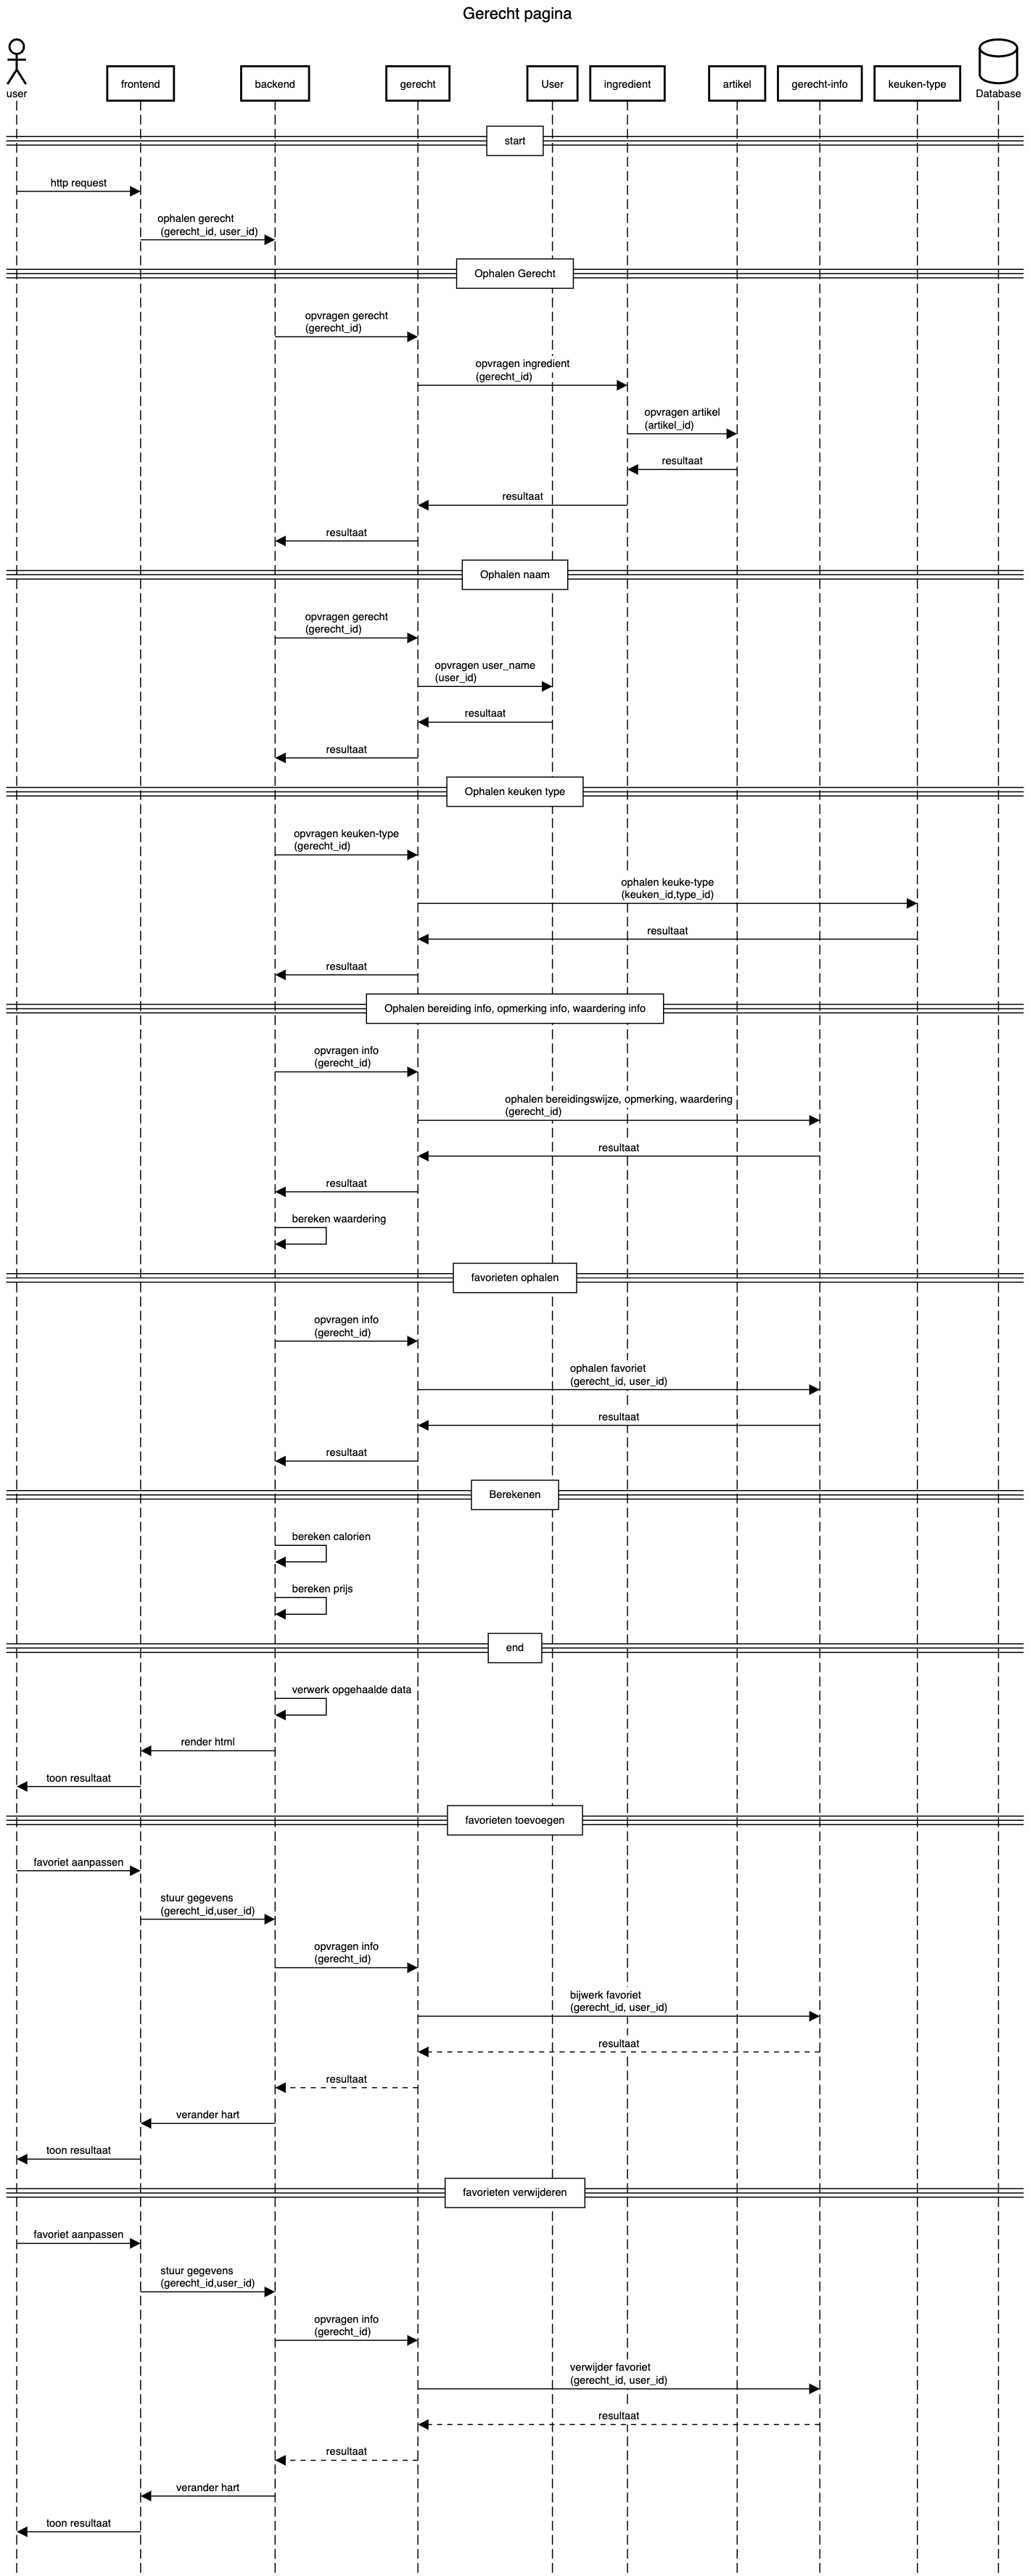 Gerecht pagina
user
frontend
backend
gerecht
User
ingredient
artikel
gerecht-info
keuken-type
Database
start
http request
ophalen gerecht
(gerecht_id, user_id)
Ophalen Gerecht
opvragen gerecht
(gerecht_id)
opvragen ingredient
(gerecht_id)
opvragen artikel
(artikel_id)
resultaat
resultaat
resultaat
Ophalen naam
opvragen gerecht
(gerecht_id)
opvragen user_name
(user_id)
resultaat
resultaat
Ophalen keuken type
opvragen keuken-type
(gerecht_id)
ophalen keuke-type
(keuken_id,type_id)
resultaat
resultaat
Ophalen bereiding info, opmerking info, waardering info
opvragen info
(gerecht_id)
ophalen bereidingswijze, opmerking, waardering
(gerecht_id)
resultaat
resultaat
bereken waardering
favorieten ophalen
opvragen info
(gerecht_id)
ophalen favoriet
(gerecht_id, user_id)
resultaat
resultaat
Berekenen
bereken calorien
bereken prijs
end
verwerk opgehaalde data
render html
toon resultaat
favorieten toevoegen
favoriet aanpassen
stuur gegevens
(gerecht_id,user_id)
opvragen info
(gerecht_id)
bijwerk favoriet
(gerecht_id, user_id)
resultaat
resultaat
verander hart
toon resultaat
favorieten verwijderen
favoriet aanpassen
stuur gegevens
(gerecht_id,user_id)
opvragen info
(gerecht_id)
verwijder favoriet
(gerecht_id, user_id)
resultaat
resultaat
verander hart
toon resultaat